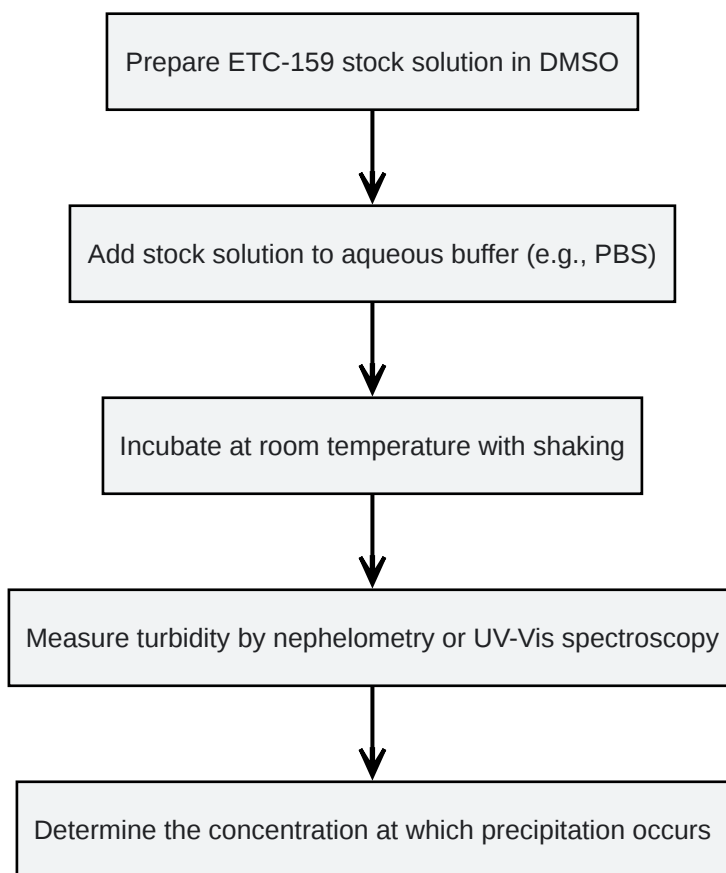 Prepare ETC-159 stock solution in DMSO
Add stock solution to aqueous buffer (e.g., PBS)
Incubate at room temperature with shaking
Measure turbidity by nephelometry or UV-Vis spectroscopy
Determine the concentration at which precipitation occurs